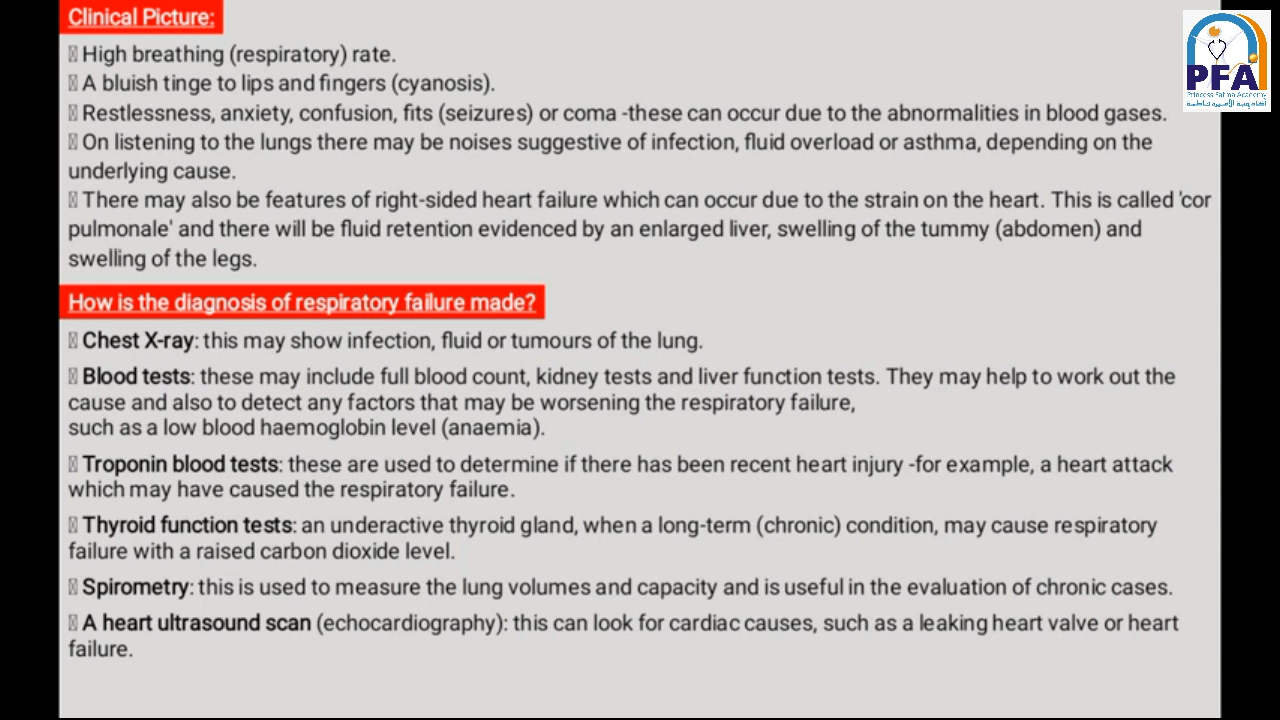 Clinical Picture:
High breathing (respiratory) rate.
A bluish tinge to lips and fingers (cyanosis).
Restlessness, anxiety, confusion, fits (seizures) or coma -these can occur due to the abnormalities in blood gases.
On listening to the lungs there may be noises suggestive of infection, fluid overload or asthma, depending on the
underlying cause.
There may also be features of right-sided heart failure which can occur due to the strain on the heart. This is called 'cor
pulmonale' and there will be fluid retention evidenced by an enlarged liver, swelling of the tummy (abdomen) and
swelling of the legs.
How is the diagnosis of respiratory failure made?
Chest X-ray: this may show infection, fluid or tumours of the lung.
Blood tests: these may include full blood count, kidney tests and liver function tests. They may help to work out the
cause and also to detect any factors that may be worsening the respiratory failure,
such as a low blood haemoglobin level (anaemia).
Troponin blood tests: these are used to determine if there has been recent heart injury -for example, a heart attack
which may have caused the respiratory failure.
Thyroid function tests: an underactive thyroid gland, when a long-term (chronic) condition, may cause respiratory
failure with a raised carbon dioxide level.
Spirometry: this is used to measure the lung volumes and capacity and is useful in the evaluation of chronic cases.
A heart ultrasound scan (echocardiography): this can look for cardiac causes, such as a leaking heart valve or heart
failure.
PFA
Princess Fatma Academy
أكاديمية الأميرة فاطمة